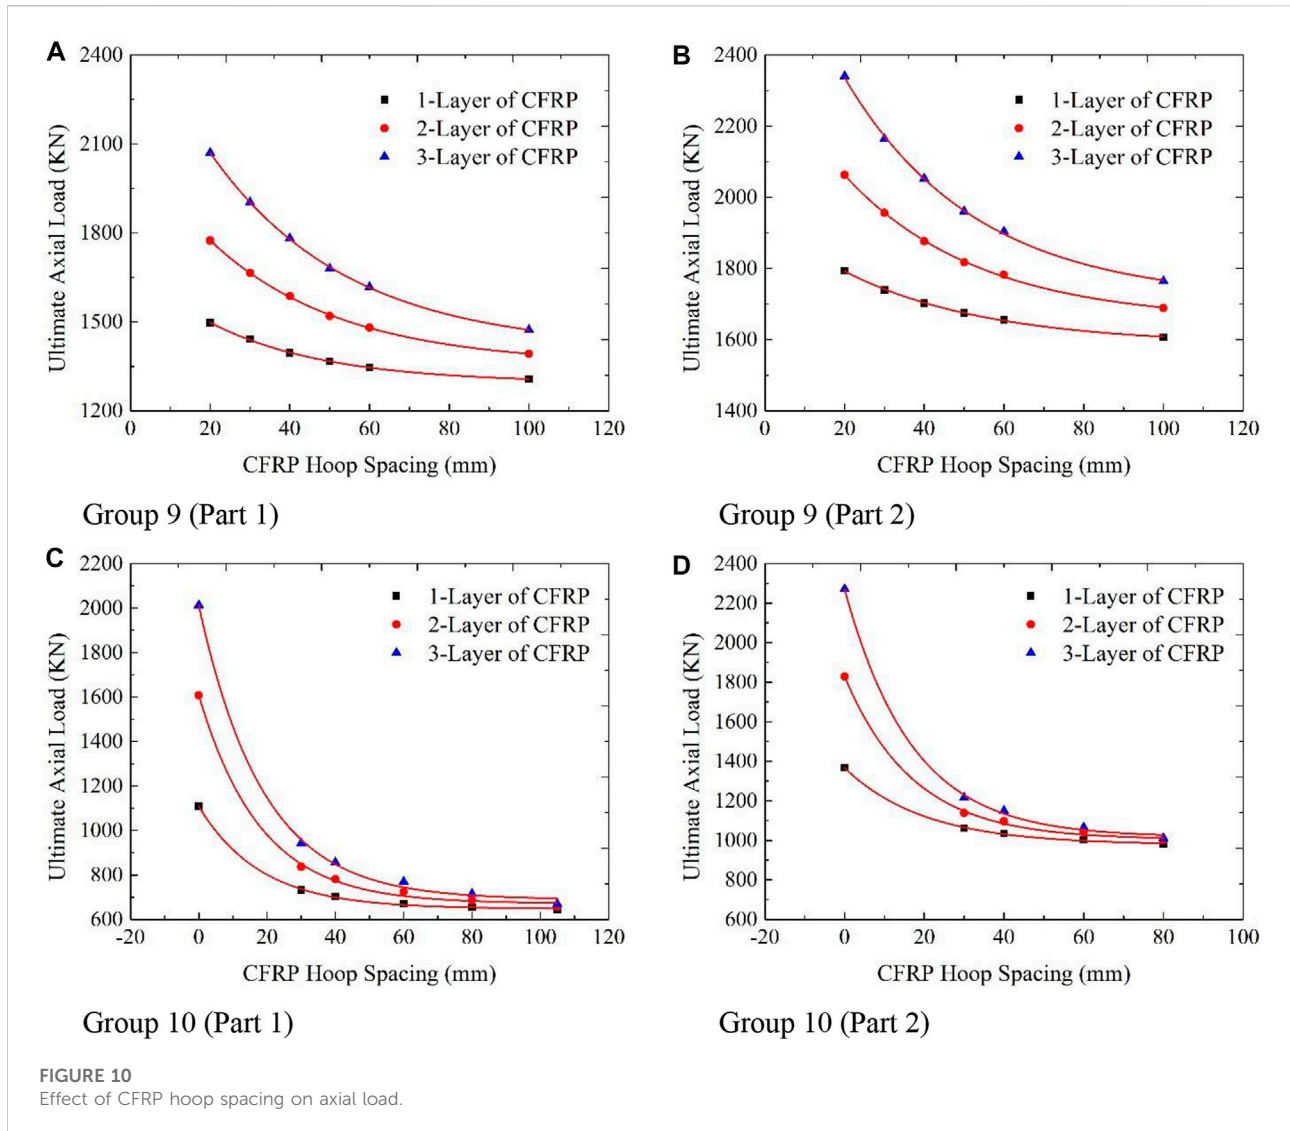 A
2400
2100
1800
1500
1200
Ultimate Axial Load (KN)
1-Layer of CFRP
2-Layer of CFRP
3-Layer of CFRP
0 20 40 60 80 100 120
CFRP Hoop Spacing (mm)
Group 9 (Part 1)
B
2400
2200
2000
1800
1600
1400
Ultimate Axial Load (KN)
1-Layer of CFRP
2-Layer of CFRP
3-Layer of CFRP
0 20 40 60 80 100 120
CFRP Hoop Spacing (mm)
Group 9 (Part 2)
C
2200
2000
1800
1600
1400
1200
1000
800
600
Ultimate Axial Load (KN)
1-Layer of CFRP
2-Layer of CFRP
3-Layer of CFRP
-20 0 20 40 60 80 100 120
CFRP Hoop Spacing (mm)
Group 10 (Part 1)
D
2400
2200
2000
1800
1600
1400
1200
1000
800
600
Ultimate Axial Load (KN)
1-Layer of CFRP
2-Layer of CFRP
3-Layer of CFRP
-20 0 20 40 60 80 100
CFRP Hoop Spacing (mm)
Group 10 (Part 2)
FIGURE 10
Effect of CFRP hoop spacing on axial load.